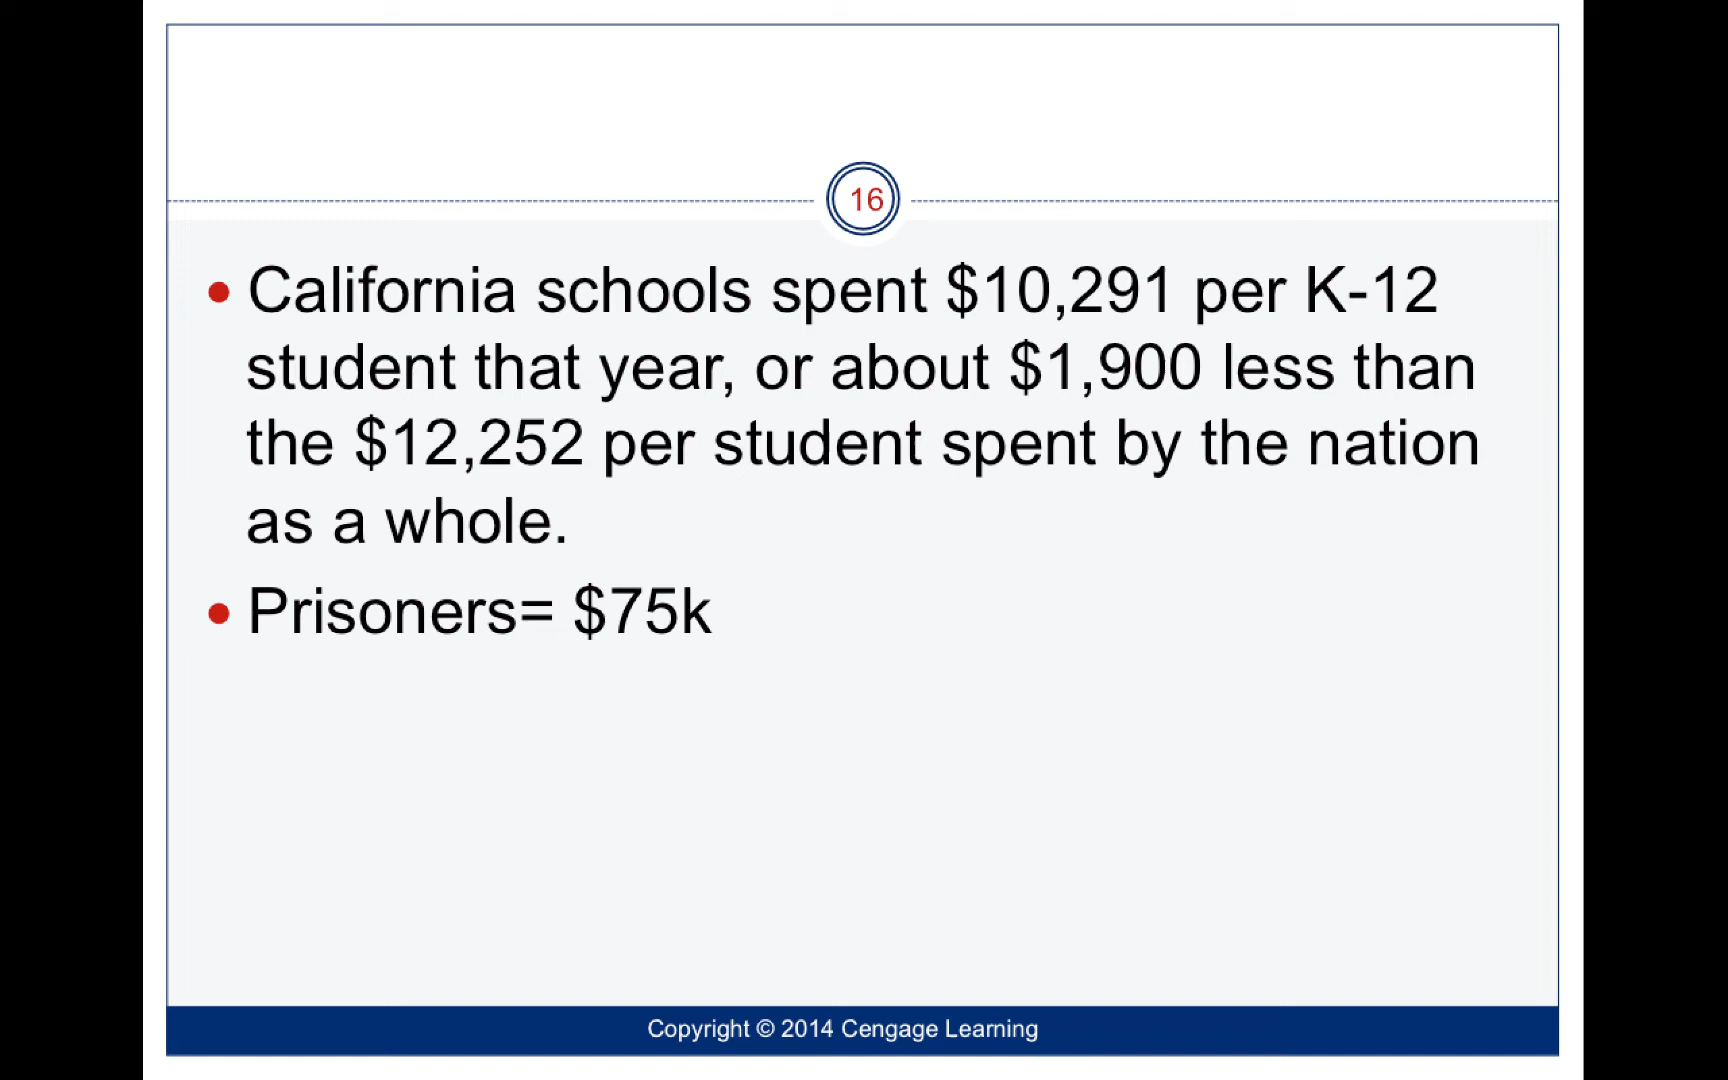 16
• California schools spent $10,291 per K-12
student that year, or about $1,900 less than
the $12,252 per student spent by the nation
as a whole.
• Prisoners= $75k
Copyright © 2014 Cengage Learning